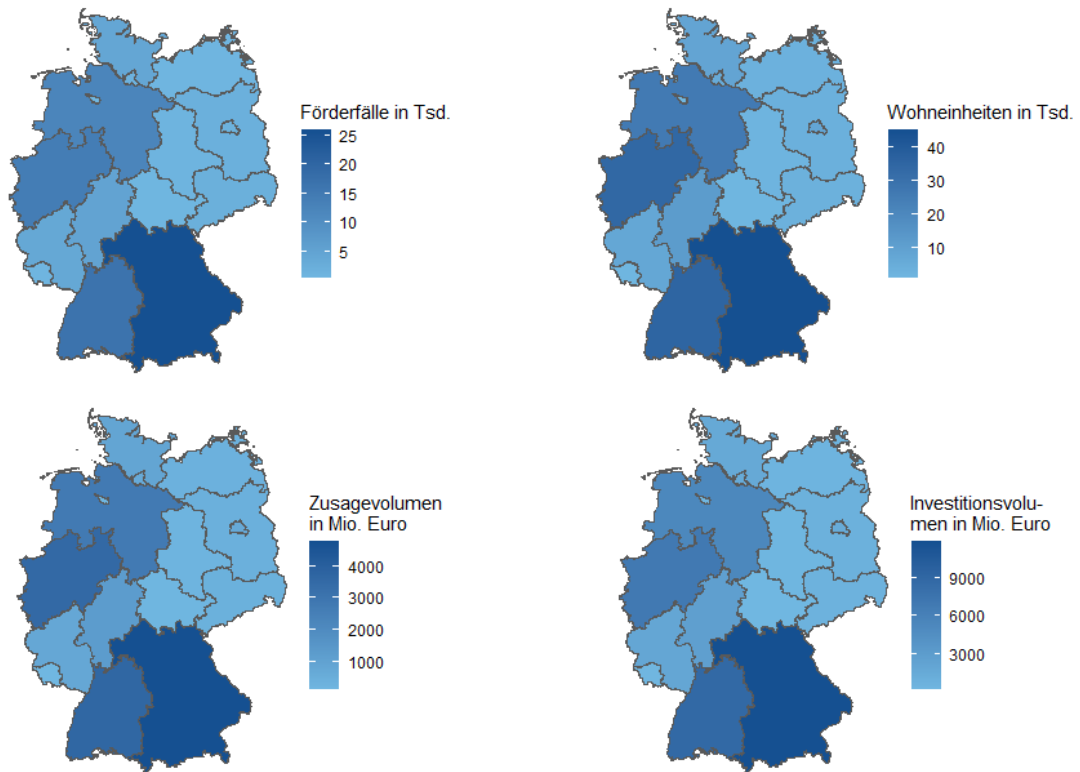 Förderfälle in Tsd.
25
20
15
10
5
Wohneinheiten in Tsd.
40
30
20
10
Zusagevolumen
in Mio. Euro
4000
3000
2000
1000
Investitionsvolu-
men in Mio. Euro
9000
6000
3000